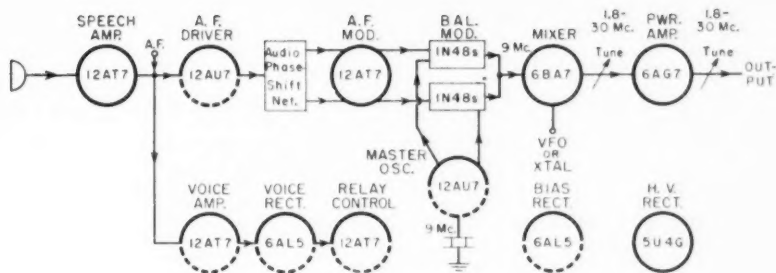 SPEECH AMP.
A.F. DRIVER
A.F. MOD.
BAL. MOD.
MIXER
1.8-30 Mc.
PWR. AMP.
1.8-30 Mc.
A.F.
12AT7
12AU7
Audio Phase Shift Net.
12AT7
1N48s
1N48s
9 Mc.
6BA7
Tune
6AG7
Tune
OUT-PUT
MASTER OSC.
12AU7
9 Mc.
VFO OR XTAL
VOICE AMP.
VOICE RECT.
RELAY CONTROL
BIAS RECT.
H.V. RECT.
12AT7
6AL5
12AT7
6AL5
5U4G